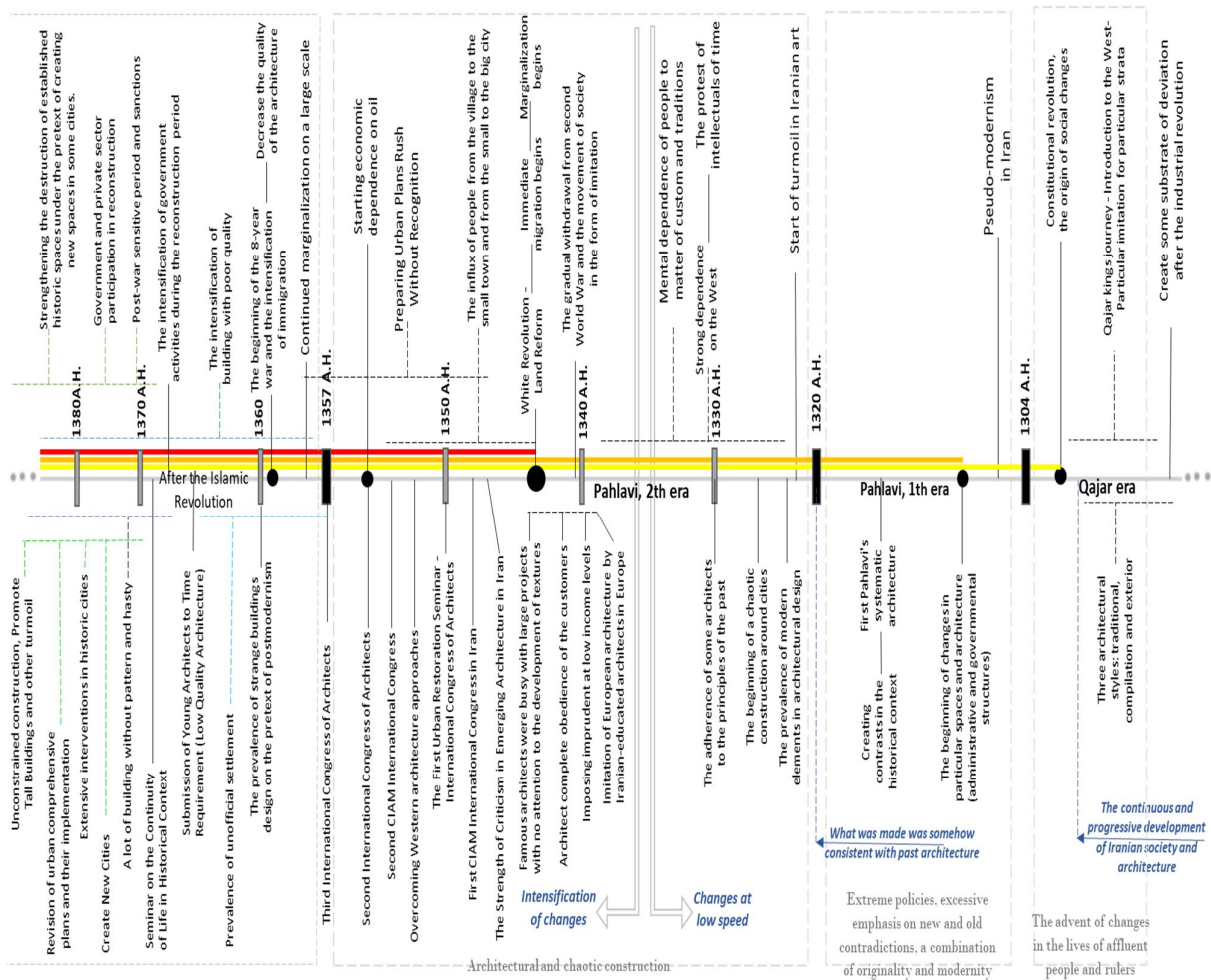 Strengthening the destruction of established
historic spaces under the pretext of creating
new spaces in some cities.
Government and private sector
participation in reconstruction
Post-war sensitive period and sanctions
The intensification of government
activities during the reconstruction period
The intensification of
building with poor quality
Decrease the quality
of the architecture
The beginning of the 8-year
war and the intensification
of immigration
Continued marginalization on a large scale
Starting economic
dependence on oil
Preparing Urban Plans Rush
Without Recognition
The influx of people from the village to the
small town and from the small to the big city
Marginalization
begins
Immediate
migration begins
White Revolution -
Land Reform
The gradual withdrawal from second
World War and the movement of society
in the form of imitation
Mental dependence of people to
matter of custom and traditions
The protest of
intellectuals of time
Strong dependence
on the West
Start of turmoil in Iranian art
Pseudo-modernism
in Iran
Constitutional revolution,
the origin of social changes
Qajar kings journey - Introduction to the West-
Particular imitation for particular strata
Create some substrate of deviation
after the industrial revolution
1380A.H.
1370 A.H.
1360
1357 A.H.
1350 A.H.
1340 A.H.
1330 A.H.
1320 A.H.
1304 A.H.
After the Islamic
Revolution
Pahlavi, 2th era
Pahlavi, 1th era
Qajar era
Unconstrained construction, Promote
Tall Buildings and other turmoil
Revision of urban comprehensive
plans and their implementation
Extensive interventions in historic cities
Create New Cities
A lot of building without pattern and hasty
Seminar on the Continuity
of Life in Historical Context
Submission of Young Architects to Time
Requirement (Low Quality Architecture)
Prevalence of unofficial settlement
The prevalence of strange buildings
design on the pretext of postmodernism
Third International Congress of Architects
Second International Congress of Architects
Second CIAM International Congress
Overcoming Western architecture approaches
The First Urban Restoration Seminar -
International Congress of Architects
First CIAM International Congress in Iran
The Strength of Criticism in Emerging Architecture in Iran
Famous architects were busy with large projects
with no attention to the development of textures
Architect complete obedience of the customers
Imposing imprudent at low income levels
Imitation of European architecture by
Iranian-educated architects in Europe
The adherence of some architects
to the principles of the past
The beginning of a chaotic
construction around cities
The prevalence of modern
elements in architectural design
First Pahlavi's
systematic
architecture
Creating
contrasts in the
historical context
The beginning of changes in
particular spaces and architecture
(administrative and governmental
structures)
Three architectural
styles: traditional,
compilation and exterior
Intensification
of changes
Changes at
low speed
What was made was somehow
consistent with past architecture
The continuous and
progressive development
of Iranian society and
architecture
Architectural and chaotic construction
Extreme policies, excessive
emphasis on new and old
contradictions, a combination
of originality and modernity
The advent of changes
in the lives of affluent
people and rulers